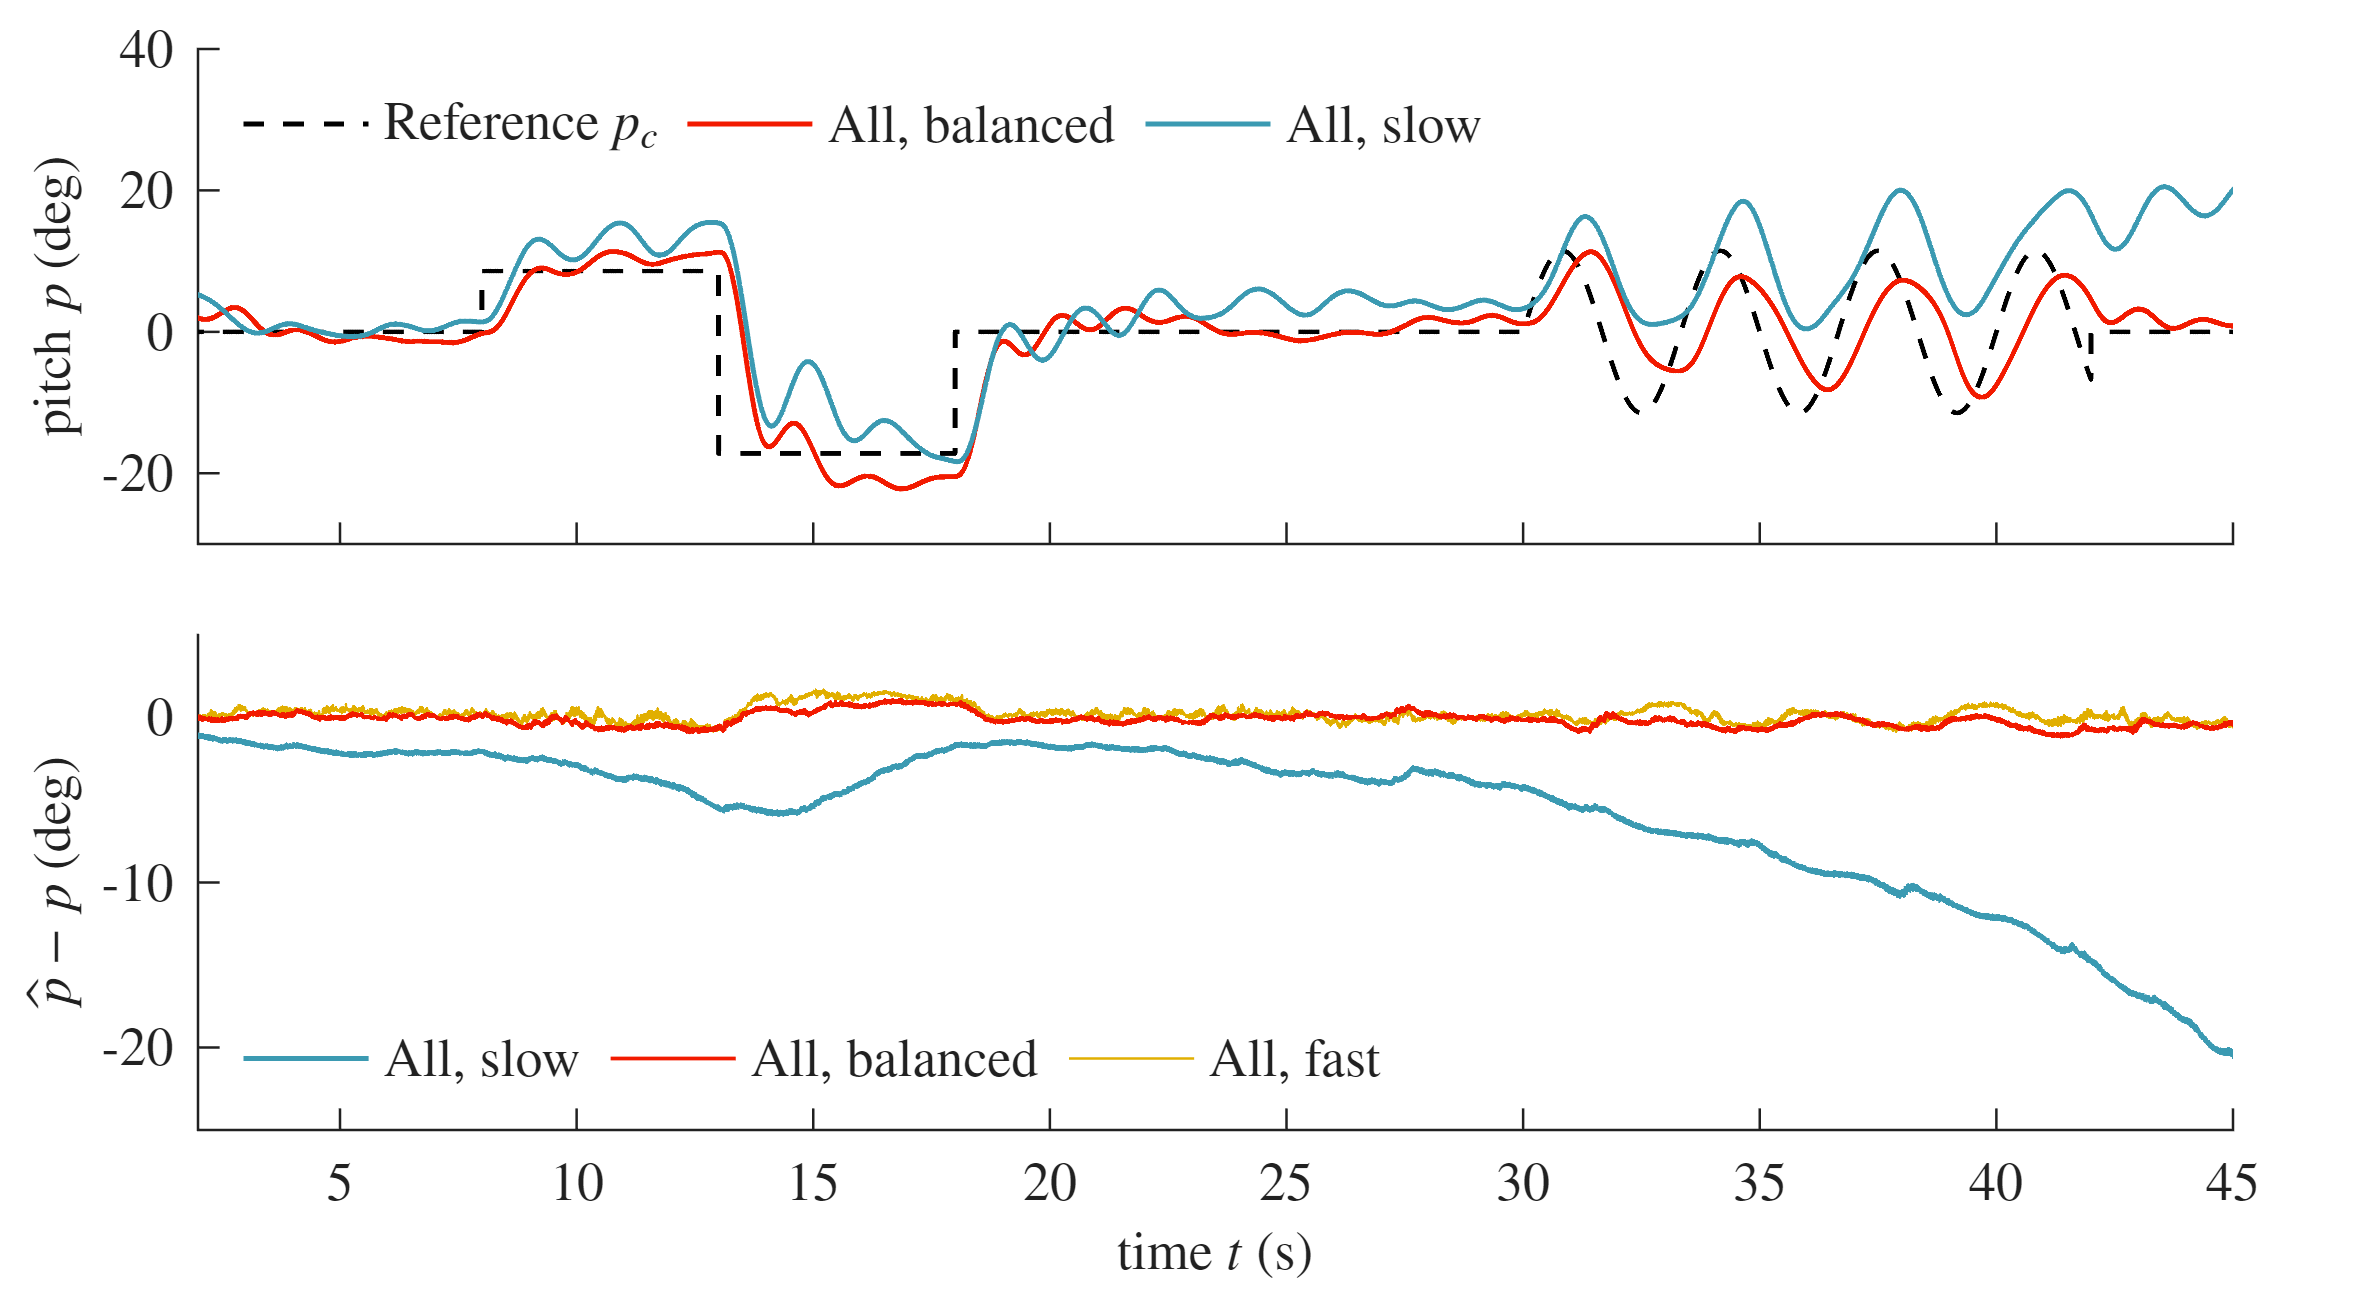 40
20
0
-20
pitch p (deg)
Reference p_c All, balanced All, slow
0
-10
-20
p̂ − p (deg)
All, slow All, balanced All, fast
5 10 15 20 25 30 35 40 45
time t (s)